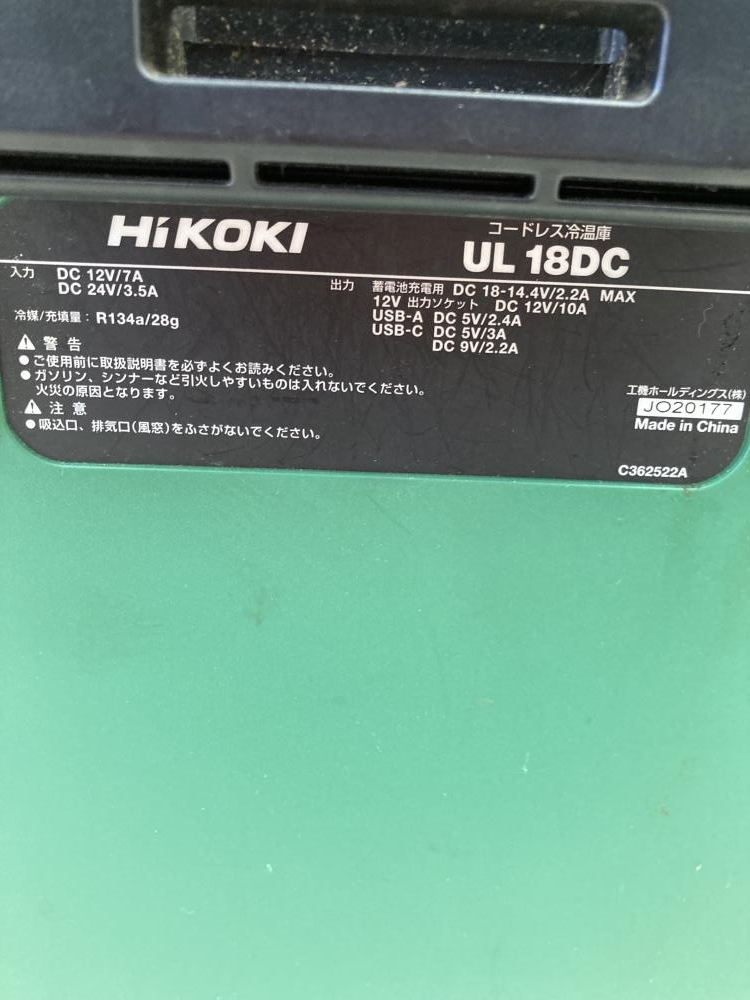 HiKOKI
コードレス冷温庫
UL 18DC
入力 DC 12V/7A
DC 24V/3.5A
出力 蓄電池充電用 DC 18-14.4V/2.2A MAX
12V 出力ソケット DC 12V/10A
USB-A DC 5V/2.4A
USB-C DC 5V/3A
DC 9V/2.2A
冷媒/充填量: R134a/28g
警告
●ご使用前に取扱説明書を必ずよくお読みください。
●ガソリン、シンナーなど引火しやすいものは入れないでください。
火災の原因となります。
注意
●吸込口、排気口(風窓)をふさがないでください。
工機ホールディングス(株)
JO20177
Made in China
C362522A